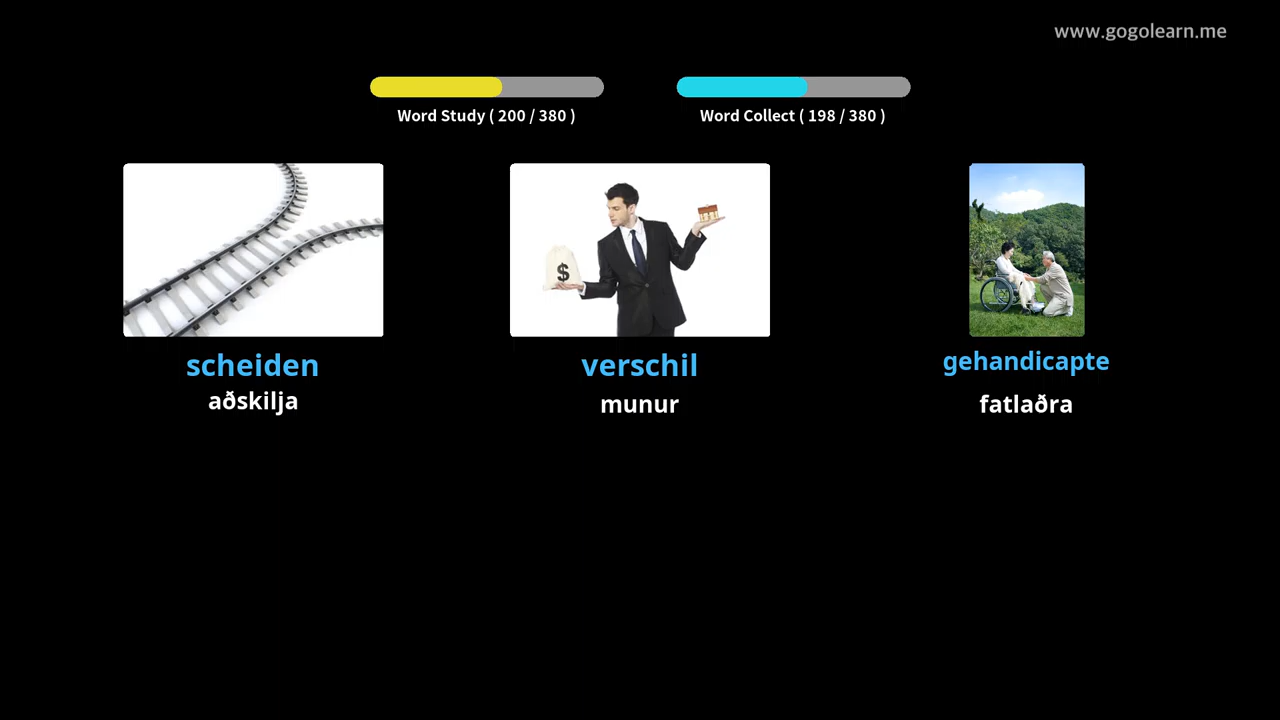 www.gogolearn.me
Word Study ( 200 / 380 )
Word Collect ( 198 / 380 )
$
scheiden
verschil
gehandicapte
aðskilja
munur
fatlaðra